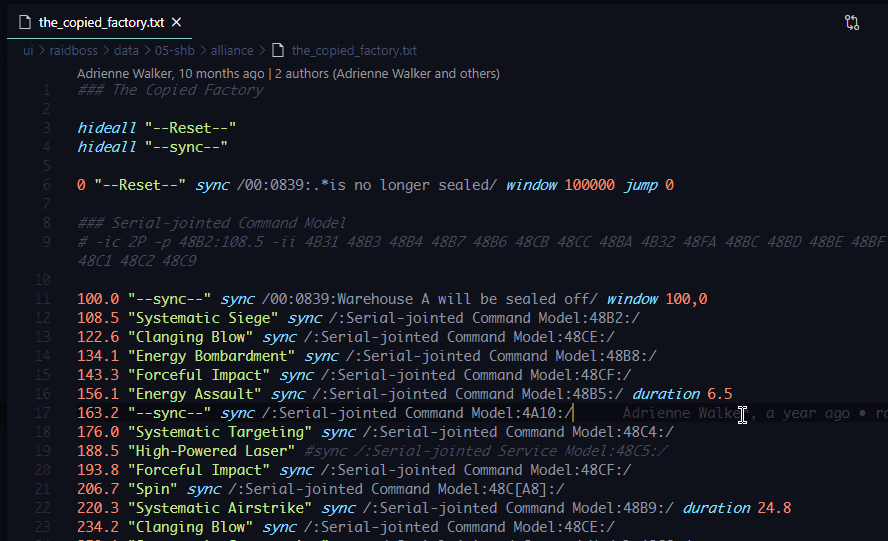 the_copied_factory.txt ×
ui > raidboss > data > 05-shb > alliance > the_copied_factory.txt
Adrienne Walker, 10 months ago | 2 authors (Adrienne Walker and others)
1 ### The Copied Factory
2
3 hideall "--Reset--"
4 hideall "--sync--"
5
6 0 "--Reset--" sync /00:0839:.*is no longer sealed/ window 100000 jump 0
7
8 ### Serial-jointed Command Model
9 # -ic 2P -p 48B2:108.5 -ii 4B31 48B3 48B4 48B7 48B6 48CB 48CC 48BA 4B32 48FA 48BC 48BD 48BE 48BF
48C1 48C2 48C9
10
11 100.0 "--sync--" sync /00:0839:Warehouse A will be sealed off/ window 100,0
12 108.5 "Systematic Siege" sync /:Serial-jointed Command Model:48B2:/
13 122.6 "Clanging Blow" sync /:Serial-jointed Command Model:48CE:/
14 134.1 "Energy Bombardment" sync /:Serial-jointed Command Model:48B8:/
15 143.3 "Forceful Impact" sync /:Serial-jointed Command Model:48CF:/
16 156.1 "Energy Assault" sync /:Serial-jointed Command Model:48B5:/ duration 6.5
17 163.2 "--sync--" sync /:Serial-jointed Command Model:4A10:/ Adrienne Walker, a year ago •
18 176.0 "Systematic Targeting" sync /:Serial-jointed Command Model:48C4:/
19 188.5 "High-Powered Laser" #sync /:Serial-jointed Service Model:48C5:/
20 193.8 "Forceful Impact" sync /:Serial-jointed Command Model:48CF:/
21 206.7 "Spin" sync /:Serial-jointed Command Model:48C[A8]:/
22 220.3 "Systematic Airstrike" sync /:Serial-jointed Command Model:48B9:/ duration 24.8
23 234.2 "Clanging Blow" sync /:Serial-jointed Command Model:48CE:/